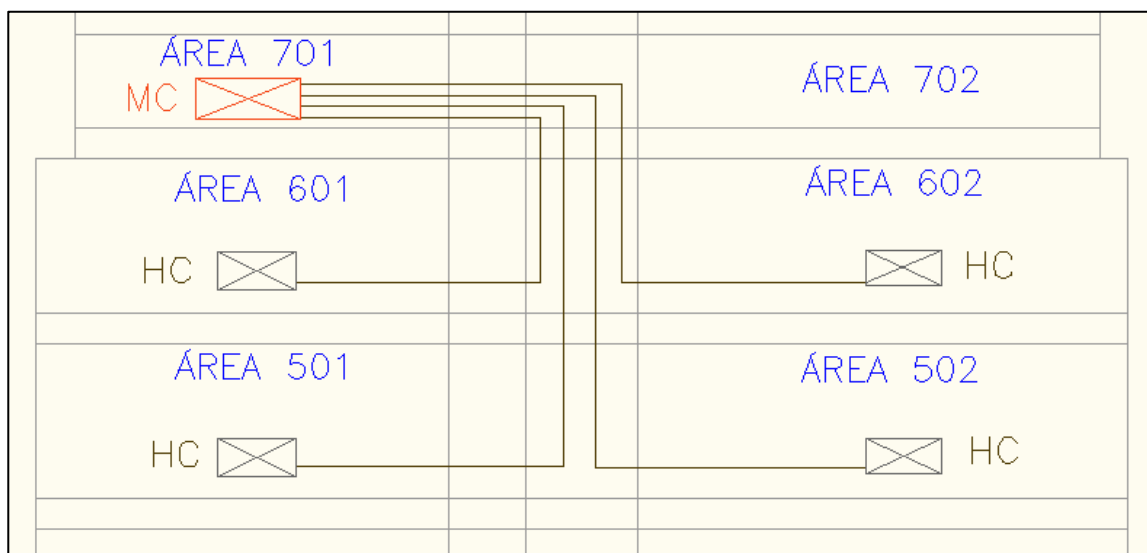 ÁREA 701
MC
ÁREA 702
ÁREA 601
ÁREA 602
HC
HC
ÁREA 501
ÁREA 502
HC
HC